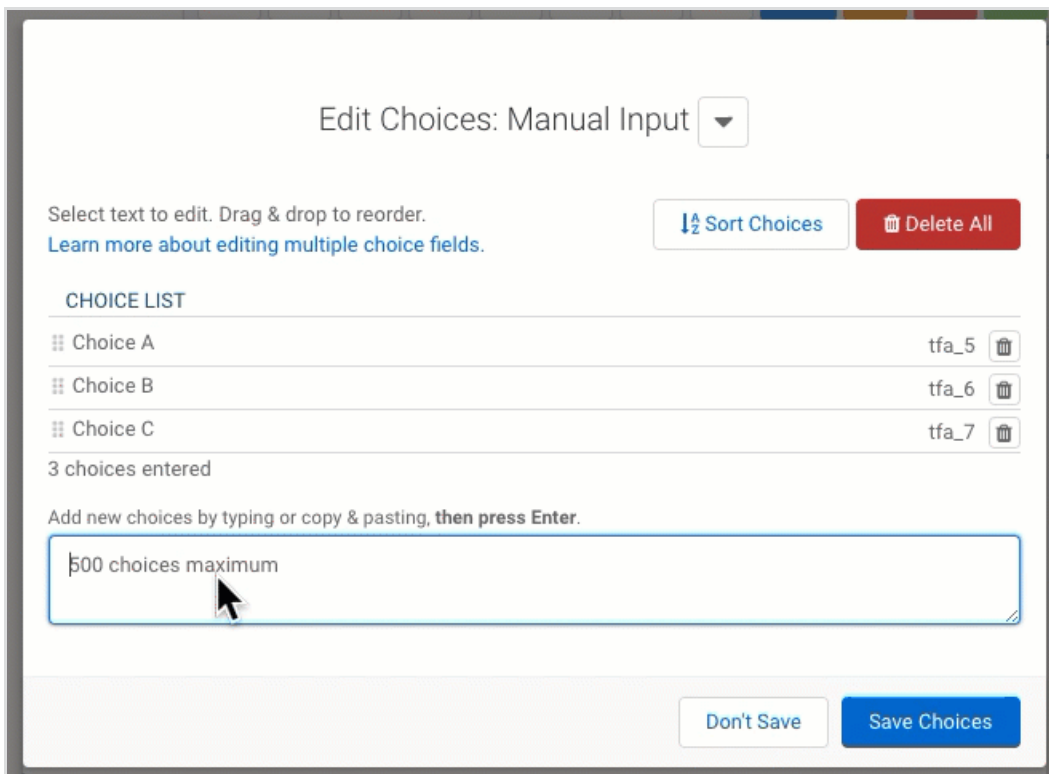 Edit Choices: Manual Input
Select text to edit. Drag & drop to reorder.
Learn more about editing multiple choice fields.
Sort Choices
Delete All
CHOICE LIST
Choice A tfa_5
Choice B tfa_6
Choice C tfa_7
3 choices entered
Add new choices by typing or copy & pasting, then press Enter.
500 choices maximum
Don't Save
Save Choices